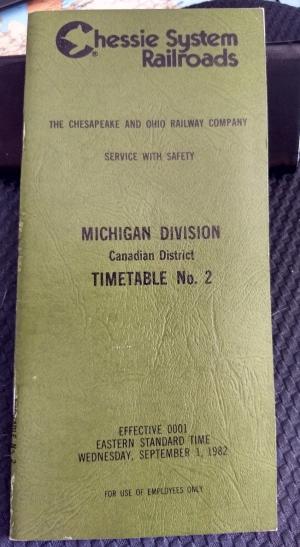 Chessie System
Railroads
THE CHESAPEAKE AND OHIO RAILWAY COMPANY
SERVICE WITH SAFETY
MICHIGAN DIVISION
Canadian District
TIMETABLE No. 2
EFFECTIVE 0001
EASTERN STANDARD TIME
WEDNESDAY, SEPTEMBER 1, 1982
FOR USE OF EMPLOYEES ONLY